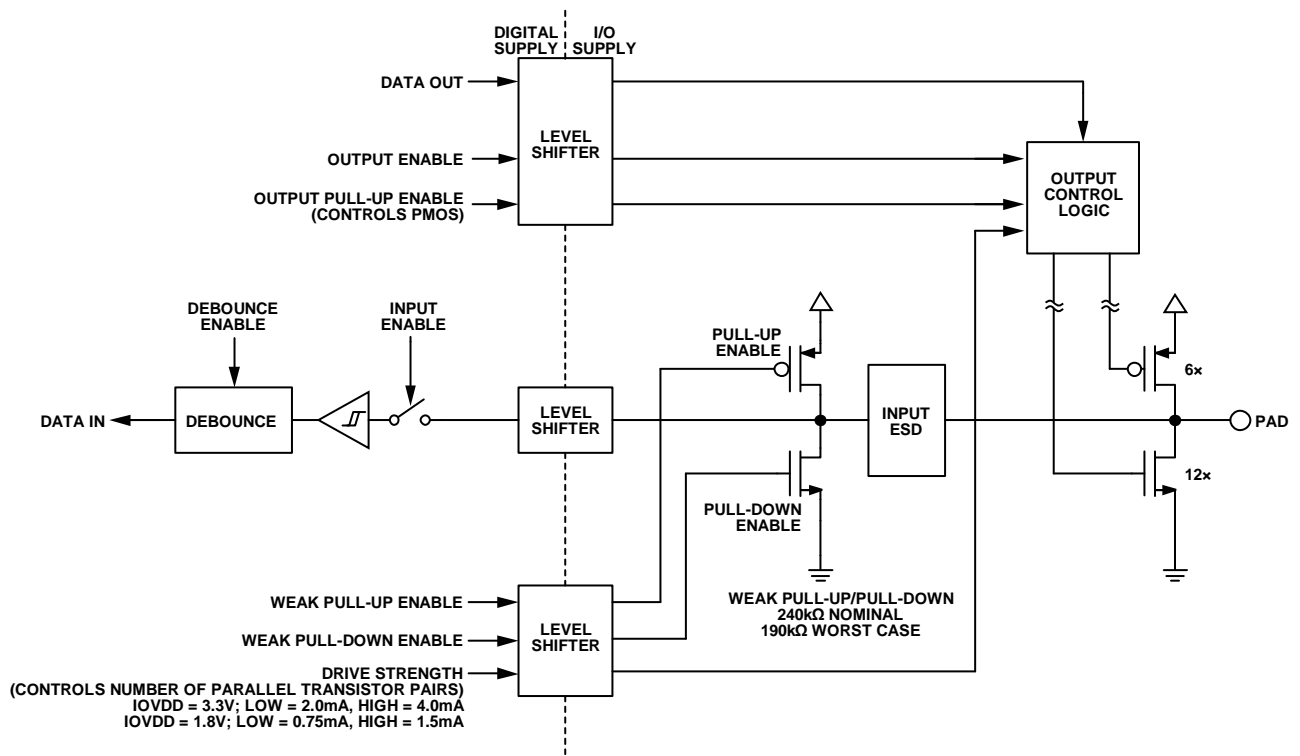 DIGITAL
SUPPLY
I/O
SUPPLY
DATA OUT
OUTPUT ENABLE
OUTPUT PULL-UP ENABLE
(CONTROLS PMOS)
LEVEL
SHIFTER
OUTPUT
CONTROL
LOGIC
DEBOUNCE
ENABLE
INPUT
ENABLE
PULL-UP
ENABLE
6×
DATA IN
DEBOUNCE
LEVEL
SHIFTER
INPUT
ESD
PAD
12×
PULL-DOWN
ENABLE
WEAK PULL-UP/PULL-DOWN
240kΩ NOMINAL
190kΩ WORST CASE
WEAK PULL-UP ENABLE
WEAK PULL-DOWN ENABLE
LEVEL
SHIFTER
DRIVE STRENGTH
(CONTROLS NUMBER OF PARALLEL TRANSISTOR PAIRS)
IOVDD = 3.3V; LOW = 2.0mA, HIGH = 4.0mA
IOVDD = 1.8V; LOW = 0.75mA, HIGH = 1.5mA